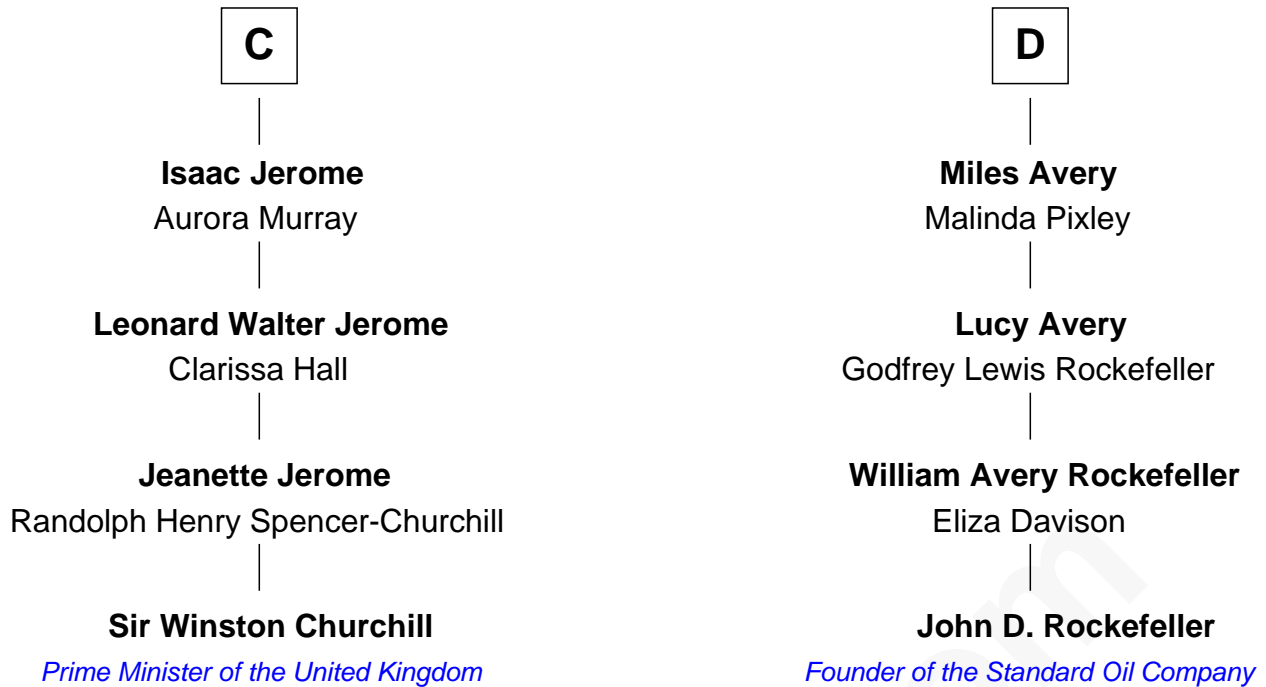 C
Isaac Jerome
Aurora Murray
Leonard Walter Jerome
Clarissa Hall
Jeanette Jerome
Randolph Henry Spencer-Churchill
Sir Winston Churchill
Prime Minister of the United Kingdom
D
Miles Avery
Malinda Pixley
Lucy Avery
Godfrey Lewis Rockefeller
William Avery Rockefeller
Eliza Davison
John D. Rockefeller
Founder of the Standard Oil Company